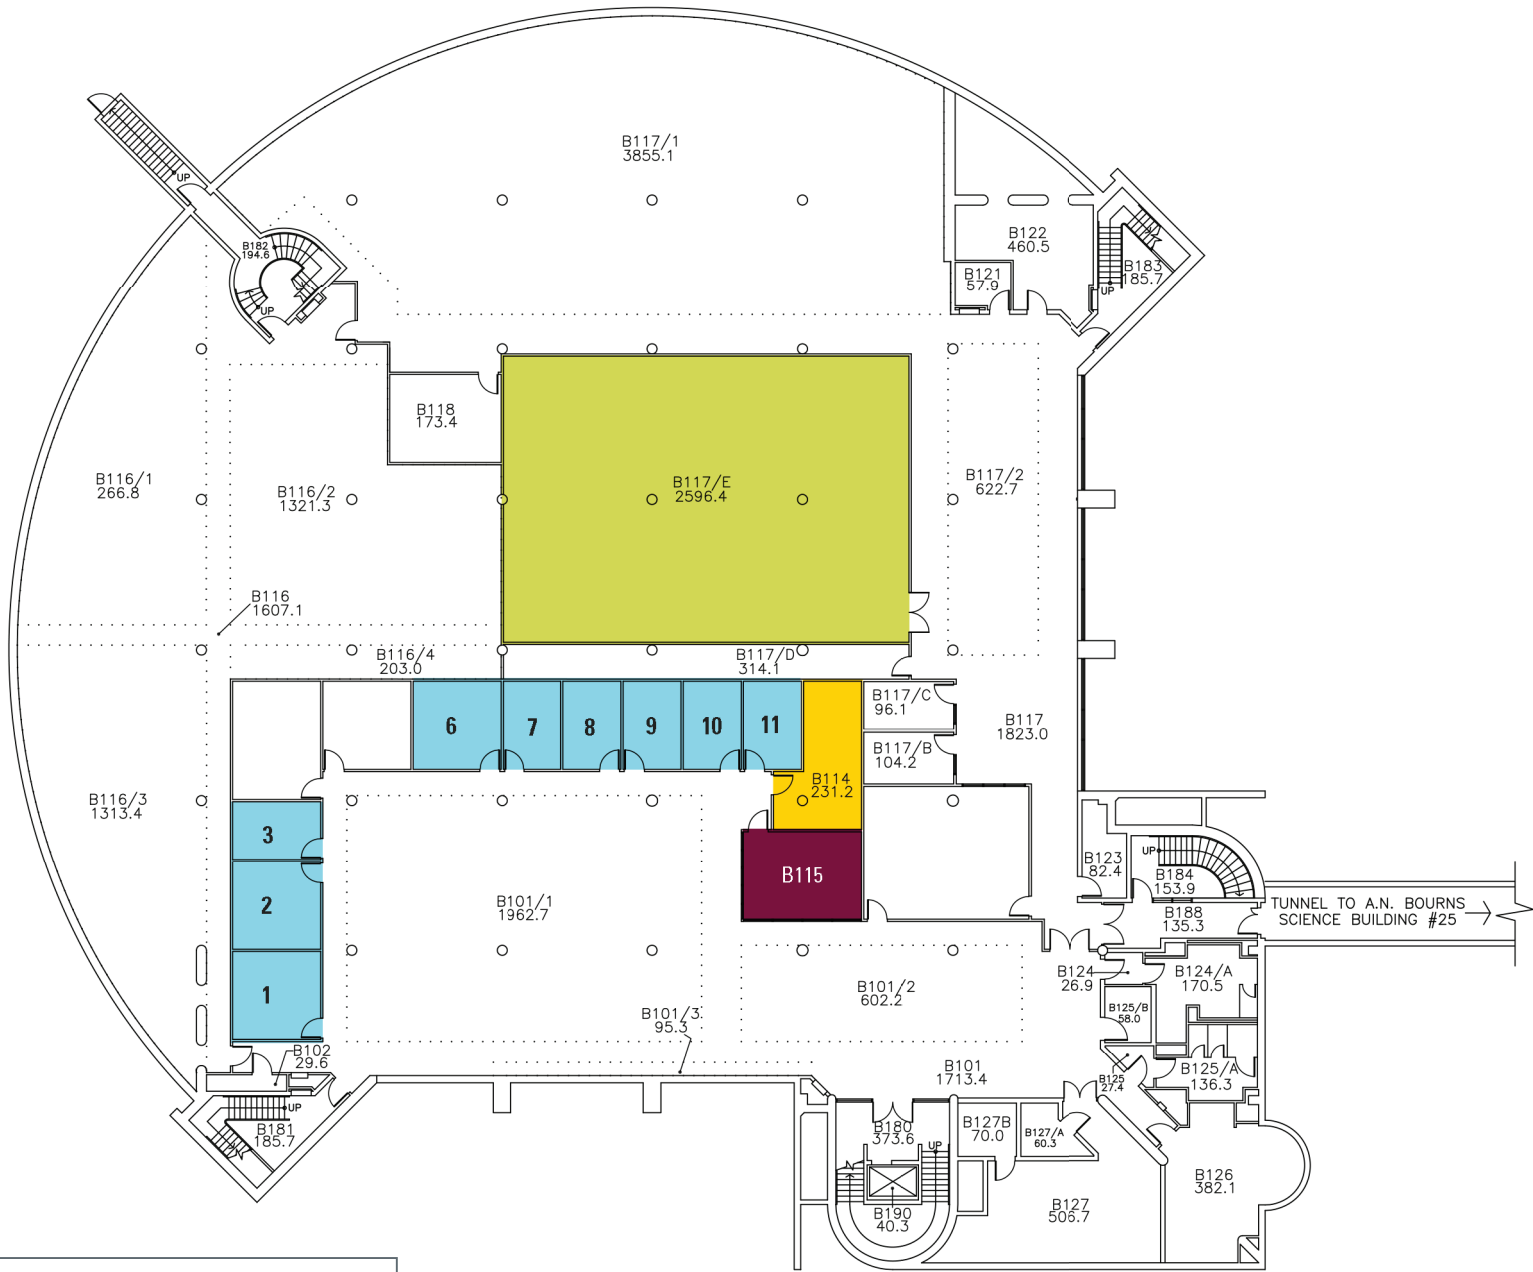 B117/1
3855.1
UP
B182
194.6
UP
B122
460.5
B121
57.9
B183
185.7
UP
B118
173.4
B117/E
2596.4
B117/2
622.7
B116/1
266.8
B116/2
1321.3
B116
1607.1
B116/4
203.0
B117/D
314.1
6
7
8
9
10
11
B117/C
96.1
B117
1823.0
B117/B
104.2
B114
231.2
B116/3
1313.4
3
2
1
B115
B101/1
1962.7
B123
82.4
UP
B184
153.9
B188
135.3
TUNNEL TO A.N. BOURNS
SCIENCE BUILDING #25
B124
26.9
B124/A
170.5
B101/2
602.2
B125/B
58.0
B101/3
95.3
B102
29.6
B101
1713.4
B125
27.4
B125/A
136.3
UP
B181
185.7
B180
373.6
UP
B127B
70.0
B127/A
60.3
B126
382.1
B190
40.3
B127
506.7